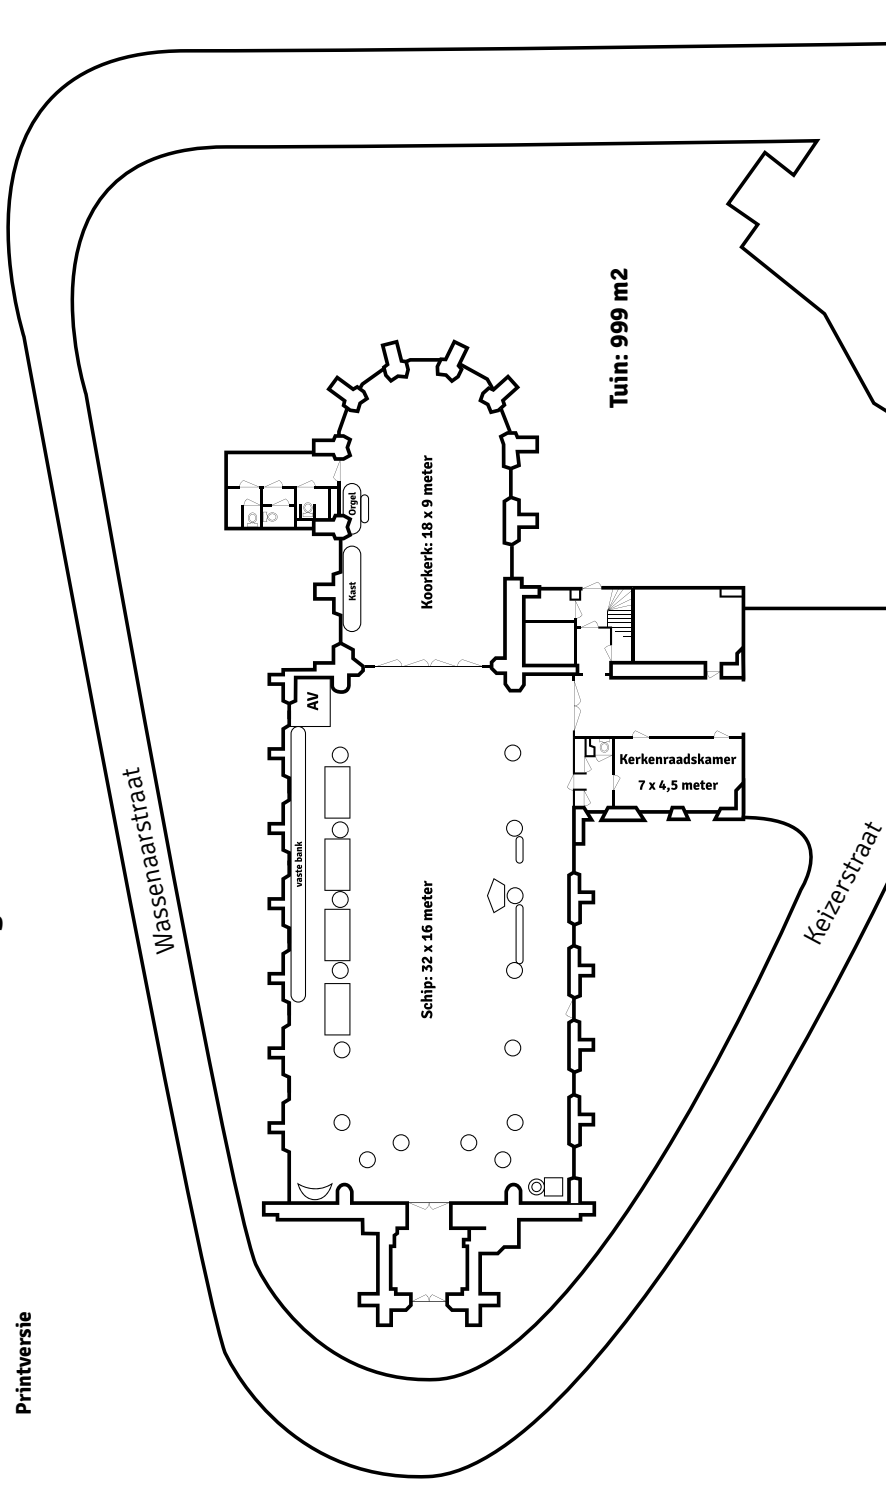 Tuin: 999 m2
Koorkerk: 18 x 9 meter
Orgel
Kast
AV
Kerkenraadskamer
7 x 4,5 meter
vaste bank
Schip: 32 x 16 meter
Wassenaarstraat
Keizerstraat
Printversie